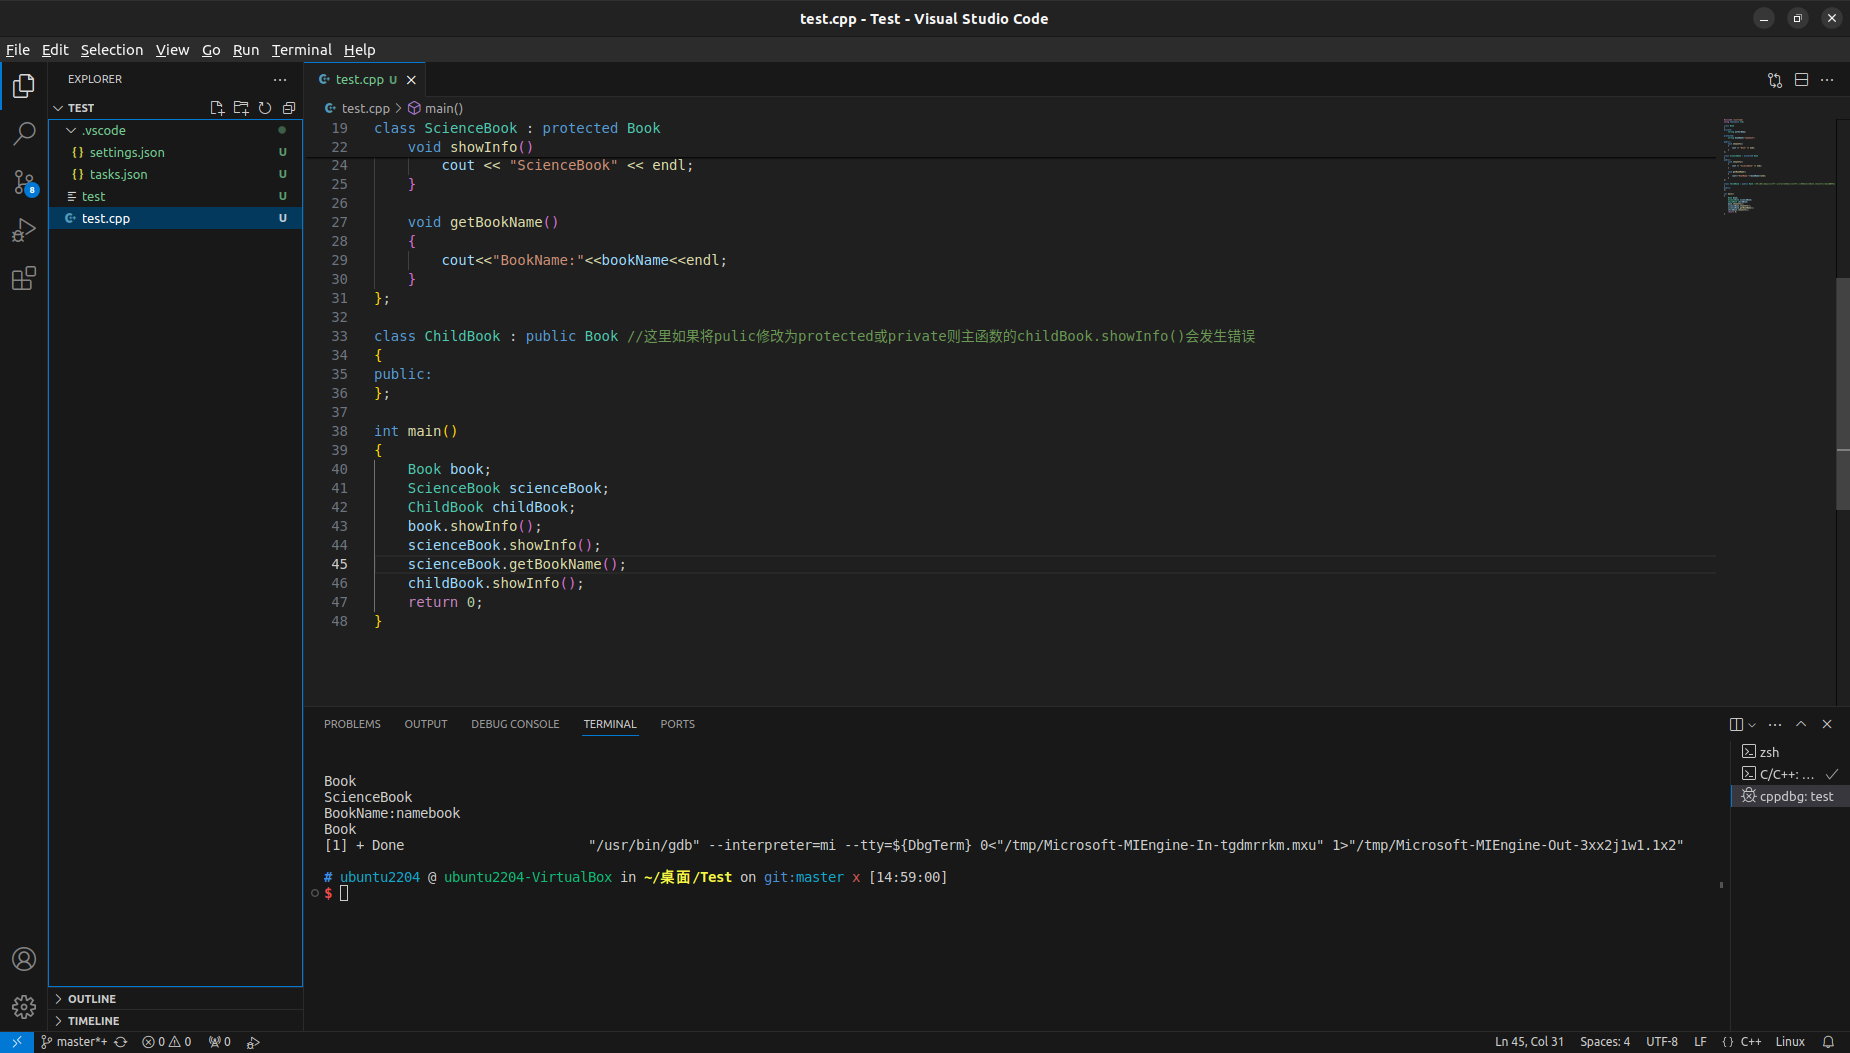 test.cpp - Test - Visual Studio Code
File Edit Selection View Go Run Terminal Help
EXPLORER
TEST
.vscode
settings.json U
tasks.json U
test U
test.cpp U
8
OUTLINE
TIMELINE
test.cpp U
test.cpp > main()
19 class ScienceBook : protected Book
22 void showInfo()
24 cout << "ScienceBook" << endl;
25 }
26
27 void getBookName()
28 {
29 cout<<"BookName:"<<bookName<<endl;
30 }
31 };
32
33 class ChildBook : public Book //这里如果将pulic修改为protected或private则主函数的childBook.showInfo()会发生错误
34 {
35 public:
36 };
37
38 int main()
39 {
40 Book book;
41 ScienceBook scienceBook;
42 ChildBook childBook;
43 book.showInfo();
44 scienceBook.showInfo();
45 scienceBook.getBookName();
46 childBook.showInfo();
47 return 0;
48 }
PROBLEMS OUTPUT DEBUG CONSOLE TERMINAL PORTS
Book
ScienceBook
BookName:namebook
Book
[1] + Done "/usr/bin/gdb" --interpreter=mi --tty=${DbgTerm} 0<"/tmp/Microsoft-MIEngine-In-tgdmrrkm.mxu" 1>"/tmp/Microsoft-MIEngine-Out-3xx2j1w1.1x2"
# ubuntu2204 @ ubuntu2204-VirtualBox in ~/桌面/Test on git:master x [14:59:00]
$
zsh
C/C++: ...
cppdbg: test
master*+ 0 0 0 Ln 45, Col 31 Spaces: 4 UTF-8 LF {} C++ Linux